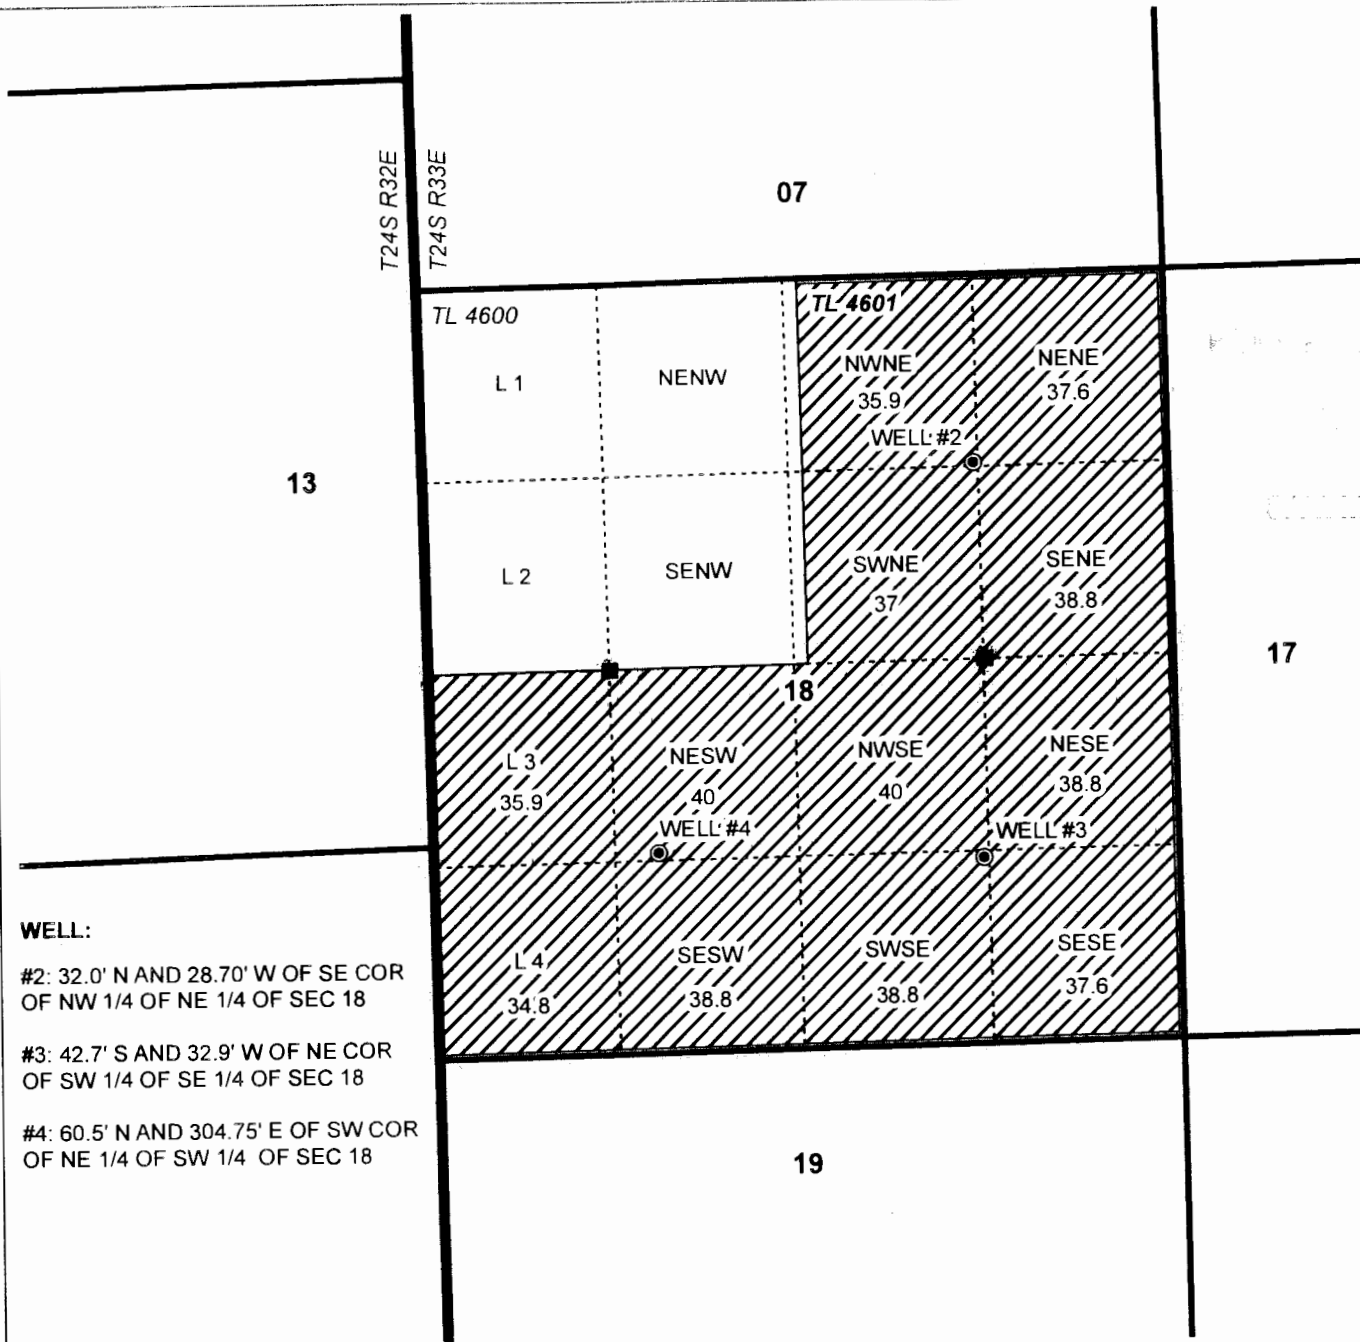 T24S R32E
T24S R33E
07
TL 4600
TL 4601
L 1
NENW
NWNE
35.9
NENE
37.6
WELL #2
13
L 2
SENW
SWNE
37
SENE
38.8
17
18
L 3
35.9
NESW
40
NWSE
40
NESE
38.8
WELL #4
WELL #3
L 4
34.8
SESW
38.8
SWSE
38.8
SESE
37.6
WELL:
#2: 32.0' N AND 28.70' W OF SE COR
OF NW 1/4 OF NE 1/4 OF SEC 18
#3: 42.7' S AND 32.9' W OF NE COR
OF SW 1/4 OF SE 1/4 OF SEC 18
#4: 60.5' N AND 304.75' E OF SW COR
OF NE 1/4 OF SW 1/4 OF SEC 18
19